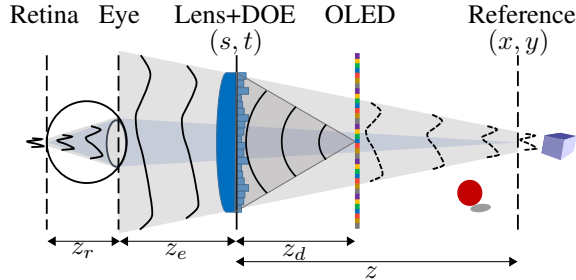 Retina Eye Lens+DOE OLED Reference
(s, t) (x, y)
z_r z_e z_d
z